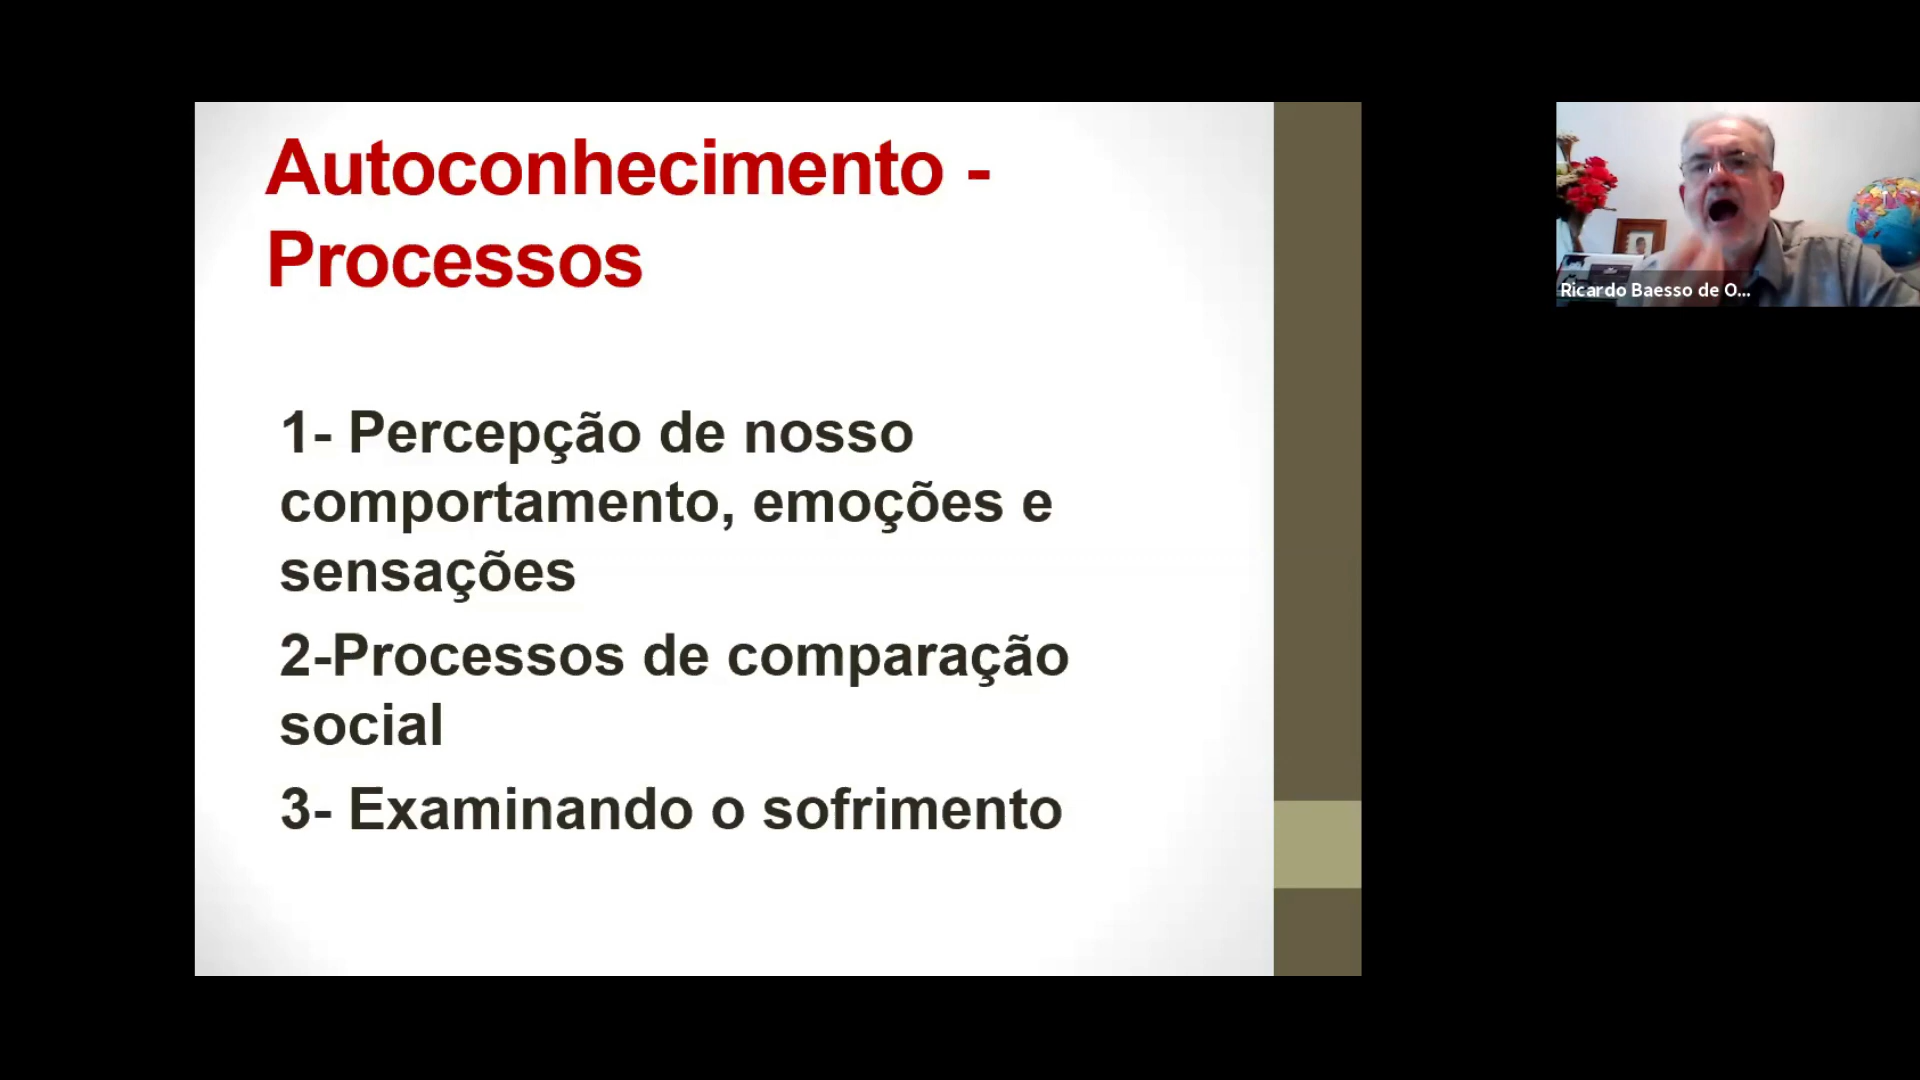 Autoconhecimento -
Processos
1- Percepção de nosso
comportamento, emoções e
sensações
2-Processos de comparação
social
3- Examinando o sofrimento
Ricardo Baesso de O...